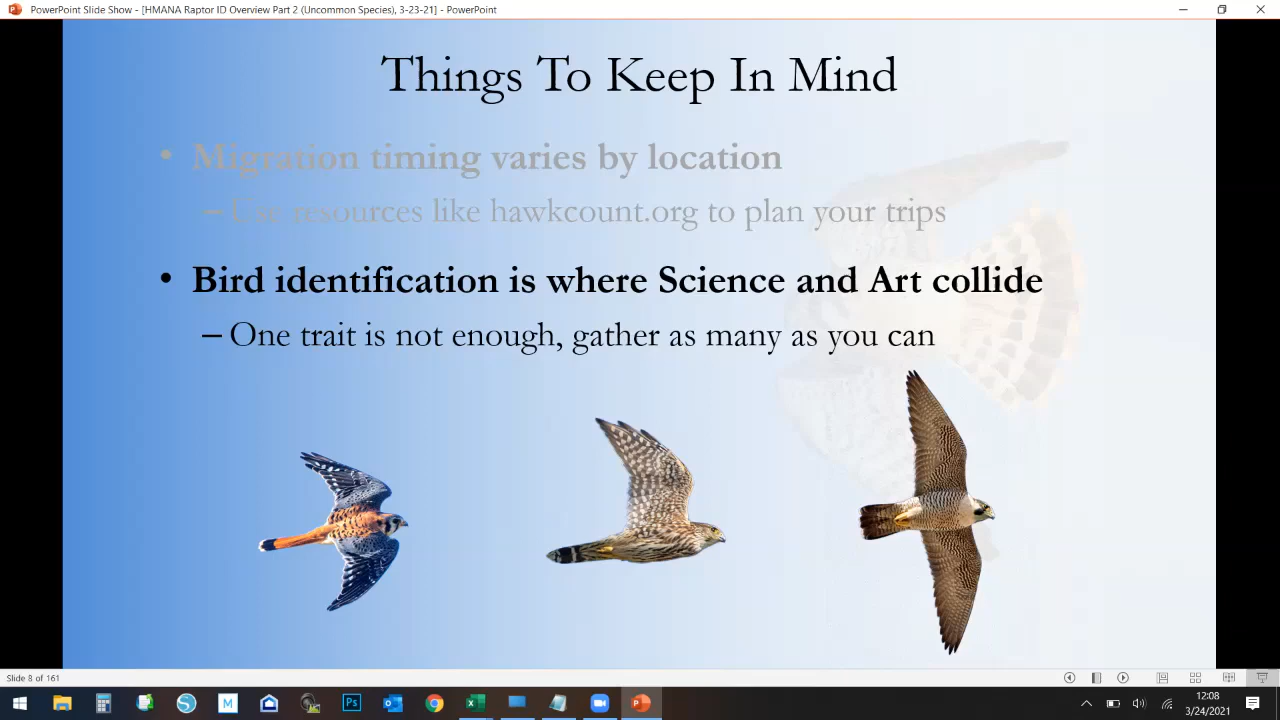 PowerPoint Slide Show - [HMANA Raptor ID Overview Part 2 (Uncommon Species), 3-23-21] - PowerPoint
Things To Keep In Mind
• Migration timing varies by location
– Use resources like hawkcount.org to plan your trips
• Bird identification is where Science and Art collide
– One trait is not enough, gather as many as you can
Slide 8 of 161
M
Ps
12:08
3/24/2021